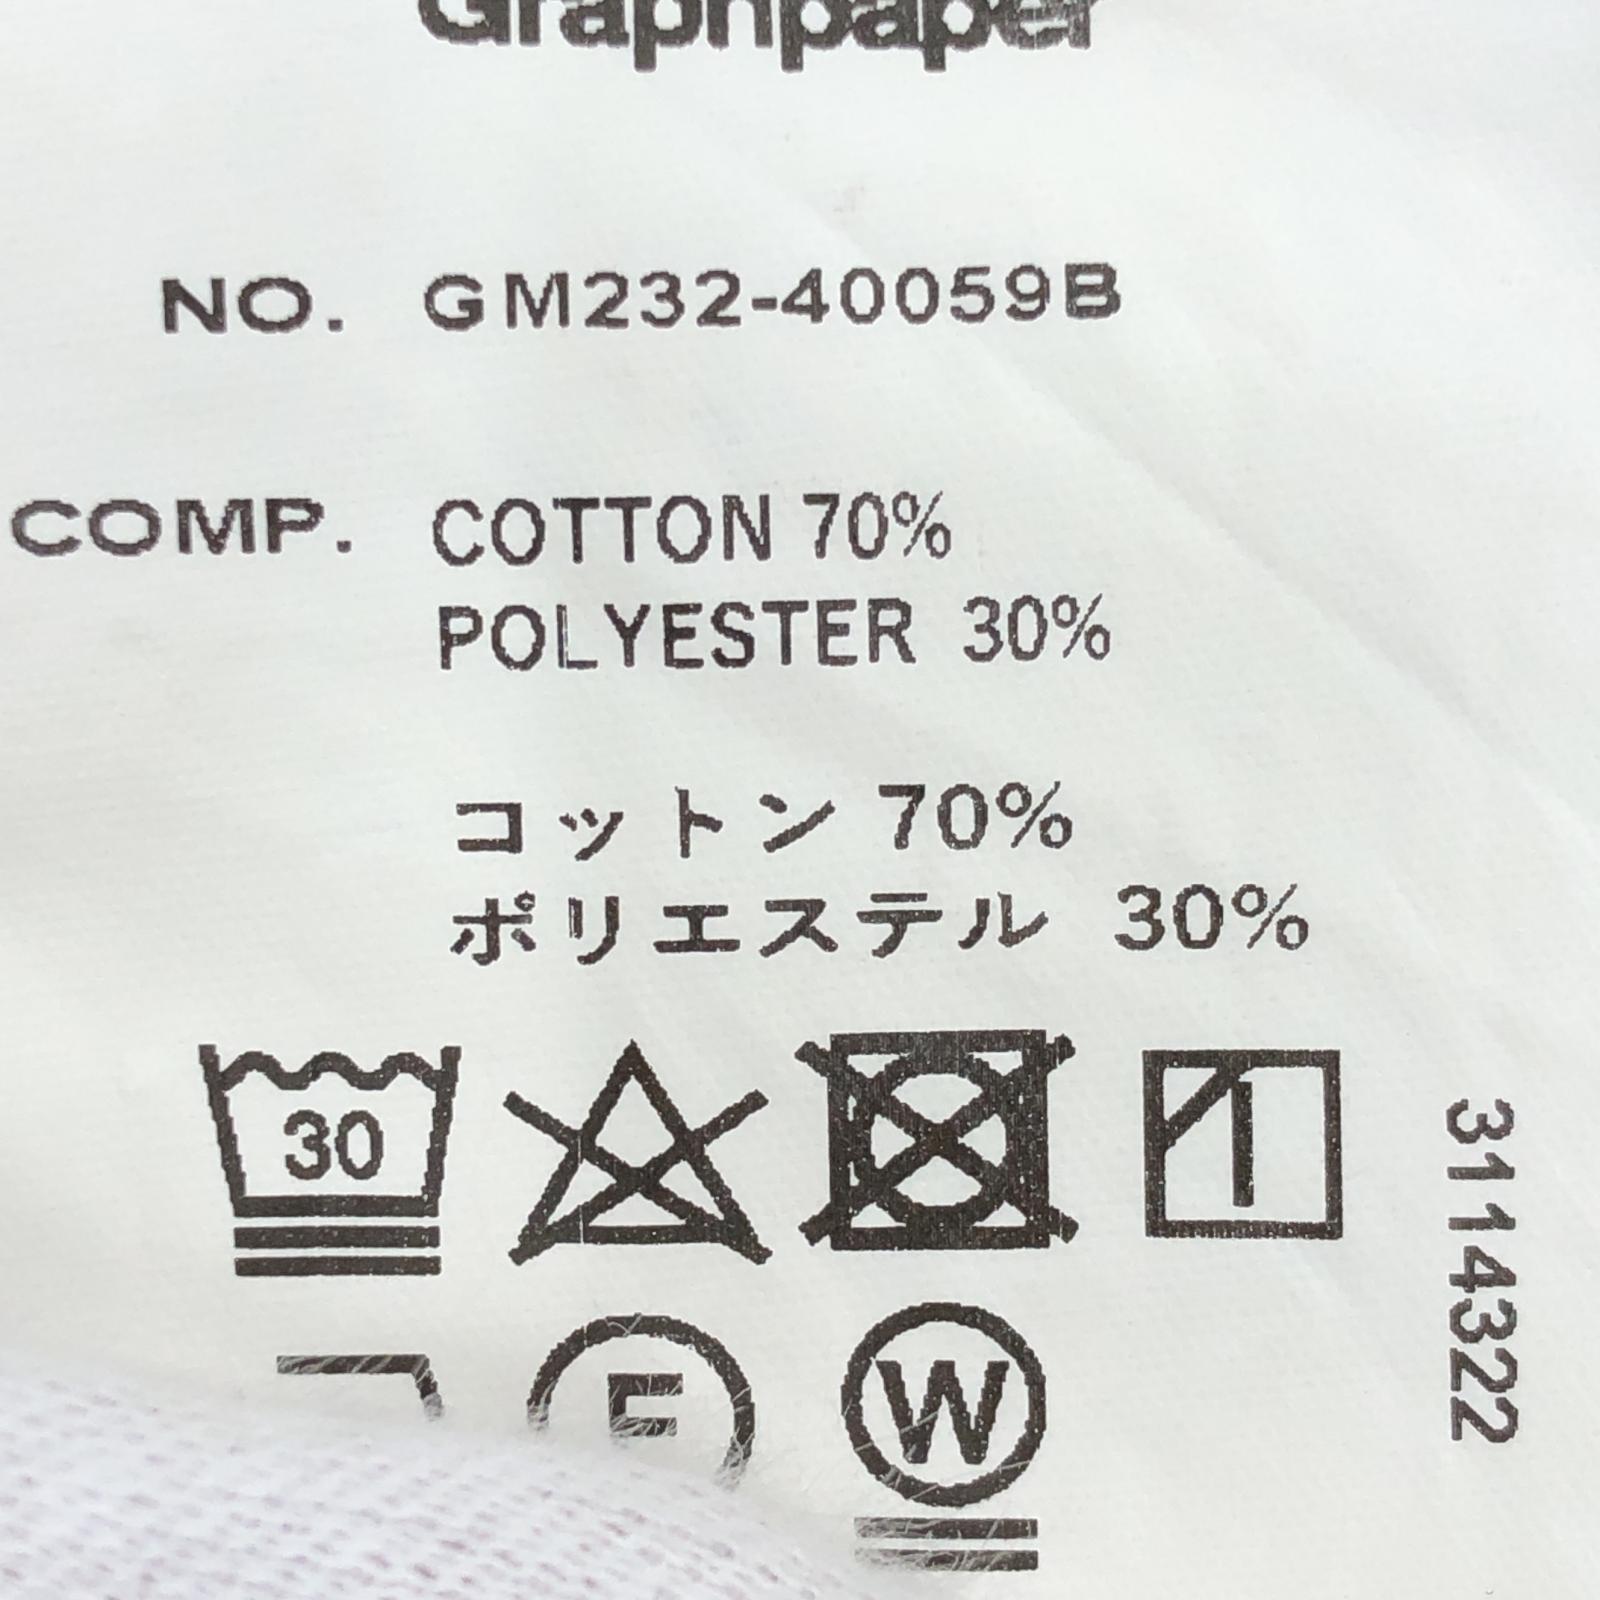 Graphpaper
NO. GM232-40059B
COMP. COTTON 70%
POLYESTER 30%
コットン 70%
ポリエステル 30%
30
3114322
W